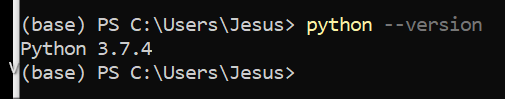 (base) PS C:\Users\Jesus> python --version
Python 3.7.4
(base) PS C:\Users\Jesus>